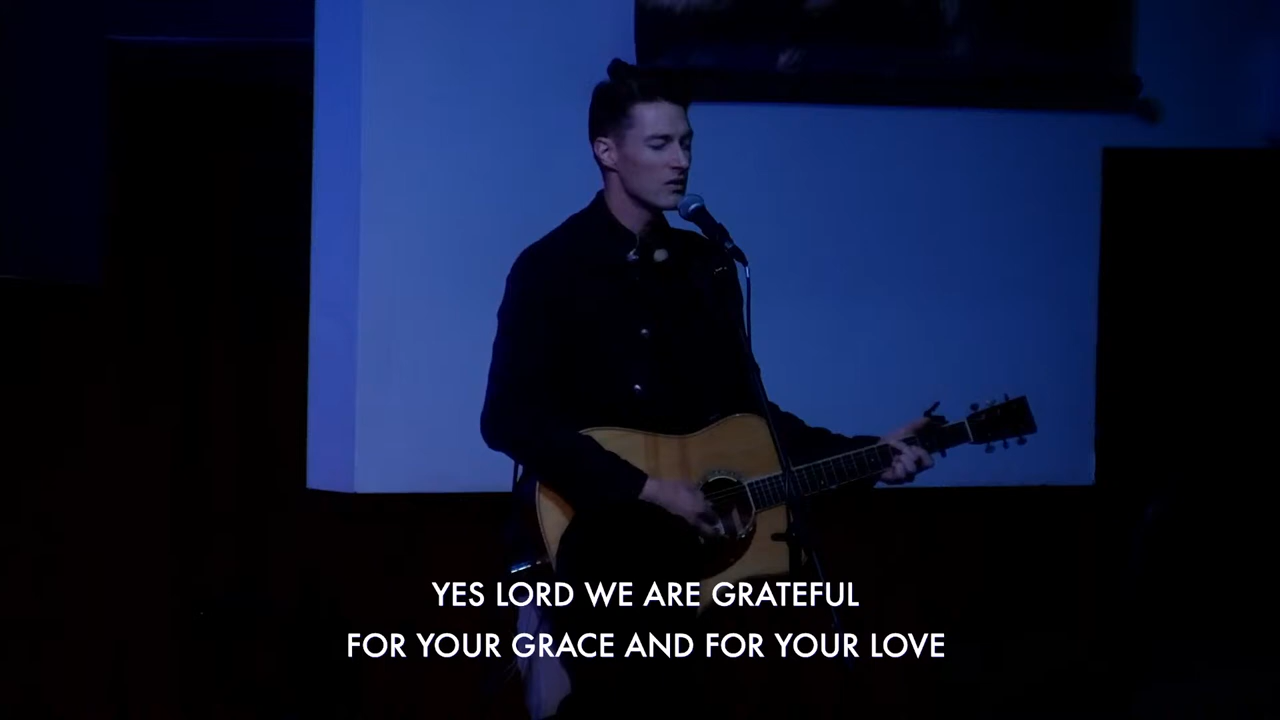 YES LORD WE ARE GRATEFUL
FOR YOUR GRACE AND FOR YOUR LOVE